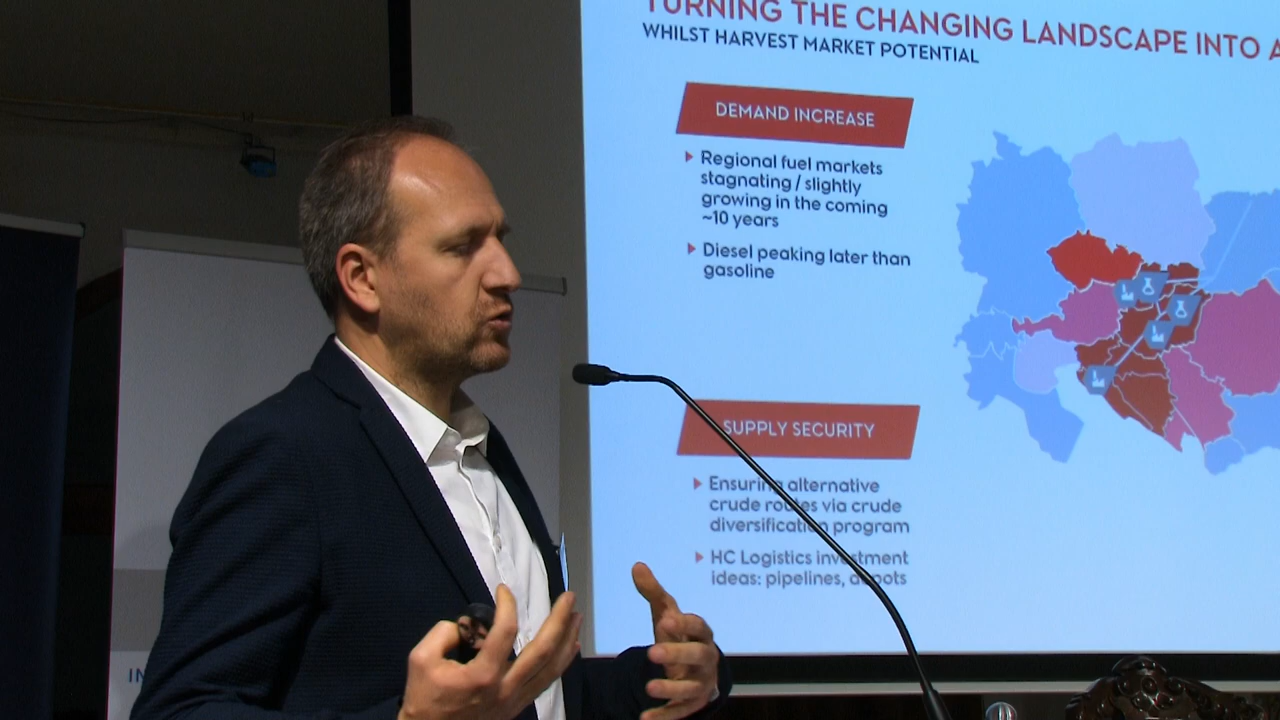 TURNING THE CHANGING LANDSCAPE INTO A
WHILST HARVEST MARKET POTENTIAL
DEMAND INCREASE
Regional fuel markets
stagnating / slightly
growing in the coming
~10 years
Diesel peaking later than
gasoline
SUPPLY SECURITY
Ensuring alternative
crude routes via crude
diversification program
HC Logistics investment
ideas: pipelines, depots
IN